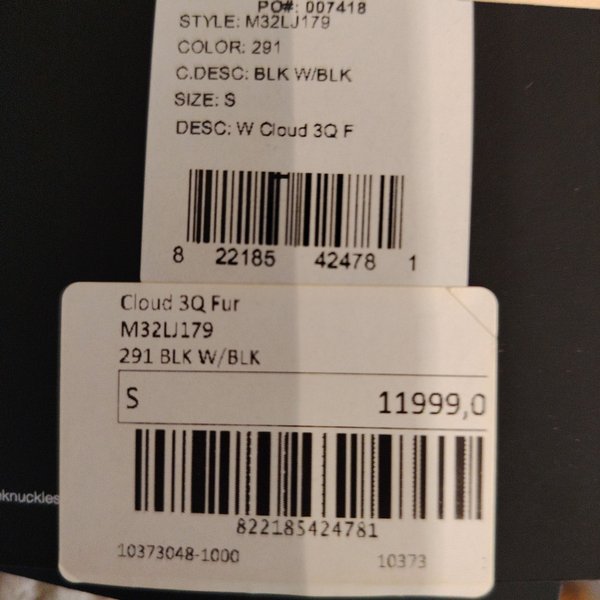 PO#: 007418
STYLE: M32LJ179
COLOR: 291
C.DESC: BLK W/BLK
SIZE: S
DESC: W Cloud 3Q F
8 22185 42478 1
Cloud 3Q Fur
M32LJ179
291 BLK W/BLK
S 11999,0
822185424781
10373048-1000 10373
knuckles